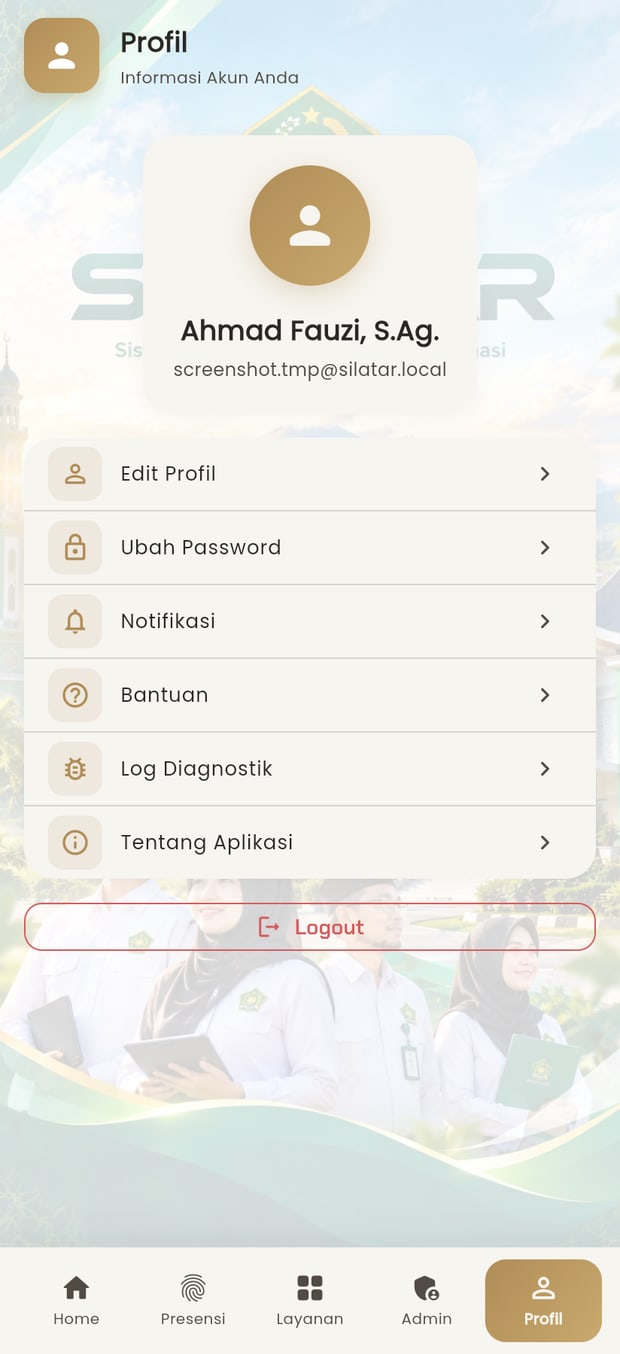 Profil
Informasi Akun Anda
Ahmad Fauzi, S.Ag.
screenshot.tmp@silatar.local
Edit Profil
Ubah Password
Notifikasi
Bantuan
Log Diagnostik
Tentang Aplikasi
Logout
Home
Presensi
Layanan
Admin
Profil